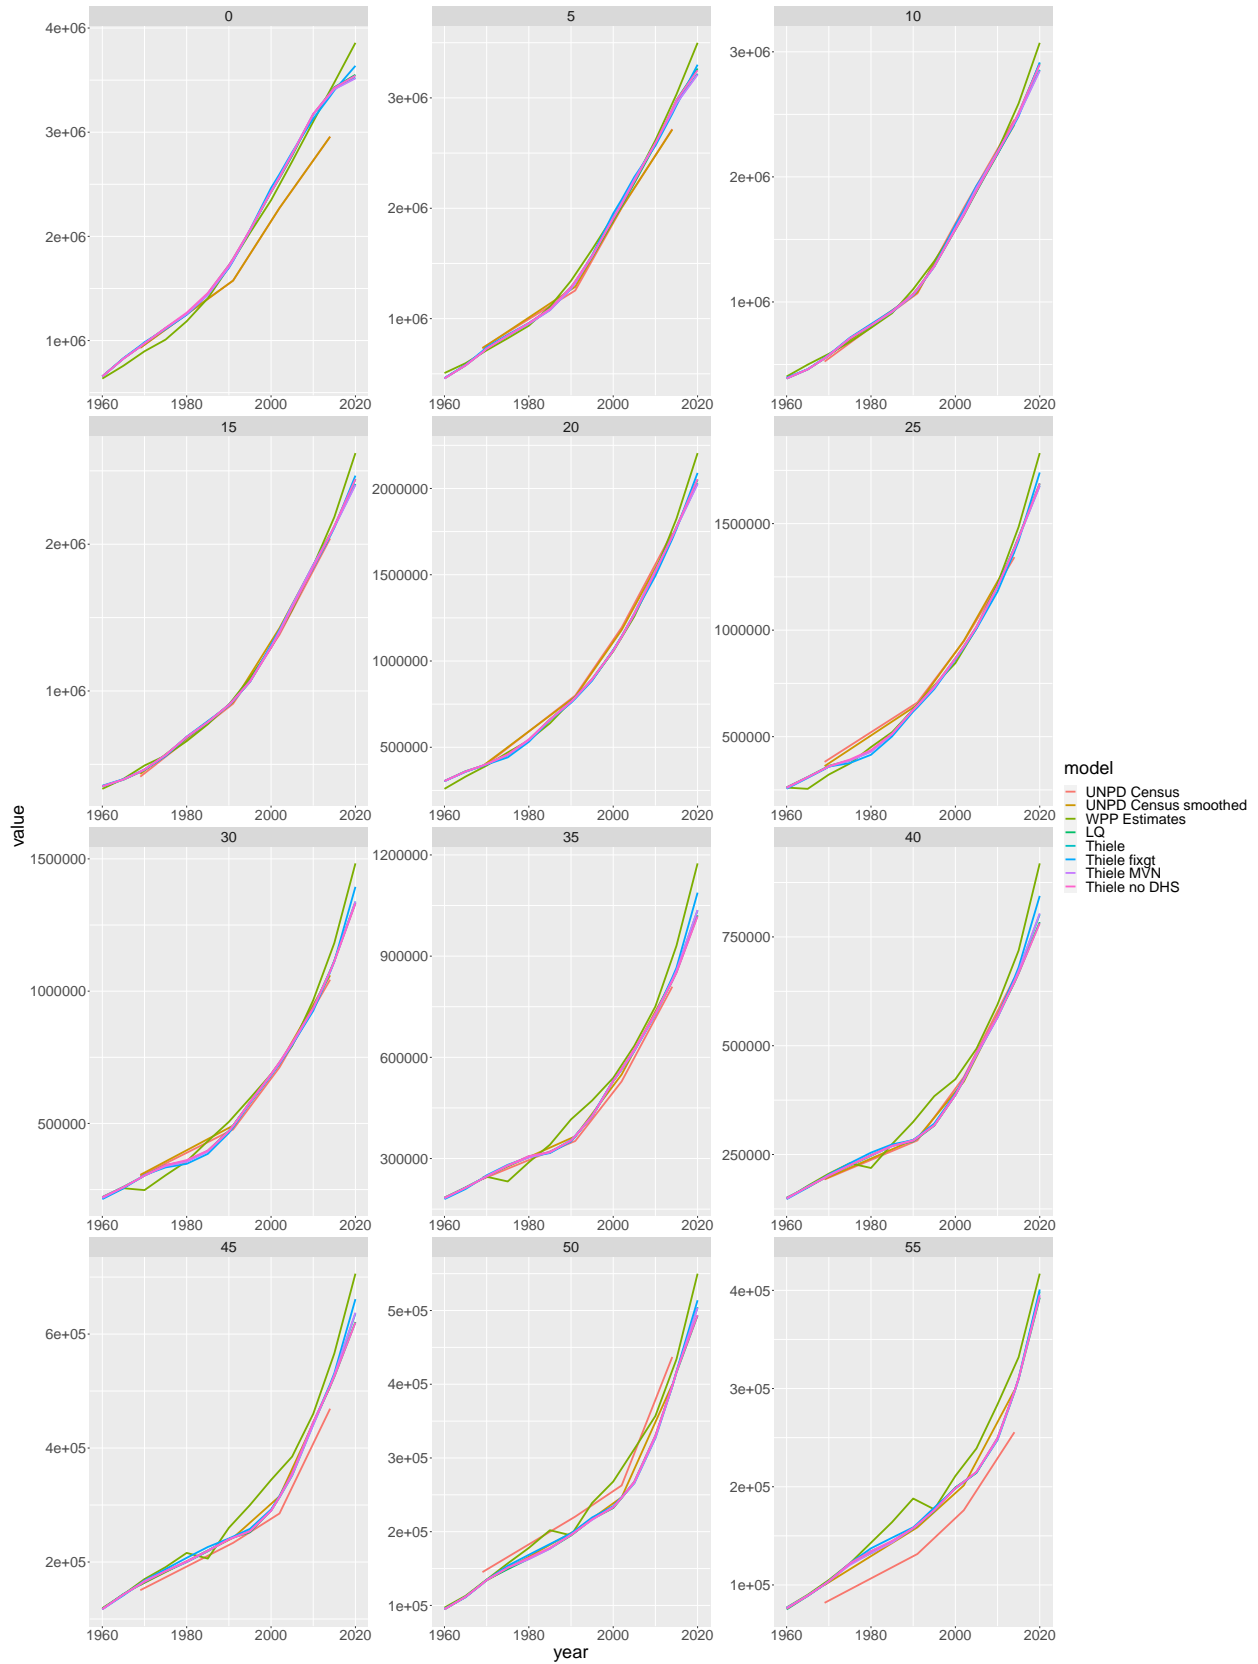 0 5 10
4e+06
3e+06
2e+06
1e+06
3e+06
2e+06
1e+06
3e+06
2e+06
1e+06
1960 1980 2000 2020 1960 1980 2000 2020 1960 1980 2000 2020
15 20 25
2e+06
1e+06
2000000
1500000
1000000
500000
1500000
1000000
500000
1960 1980 2000 2020 1960 1980 2000 2020 1960 1980 2000 2020
value
30 35 40
1500000
1000000
500000
1200000
900000
600000
300000
750000
500000
250000
1960 1980 2000 2020 1960 1980 2000 2020 1960 1980 2000 2020
45 50 55
6e+05
4e+05
2e+05
5e+05
4e+05
3e+05
2e+05
1e+05
4e+05
3e+05
2e+05
1e+05
1960 1980 2000 2020 1960 1980 2000 2020 1960 1980 2000 2020
year
model
UNPD Census
UNPD Census smoothed
WPP Estimates
LQ
Thiele
Thiele fixgt
Thiele MVN
Thiele no DHS